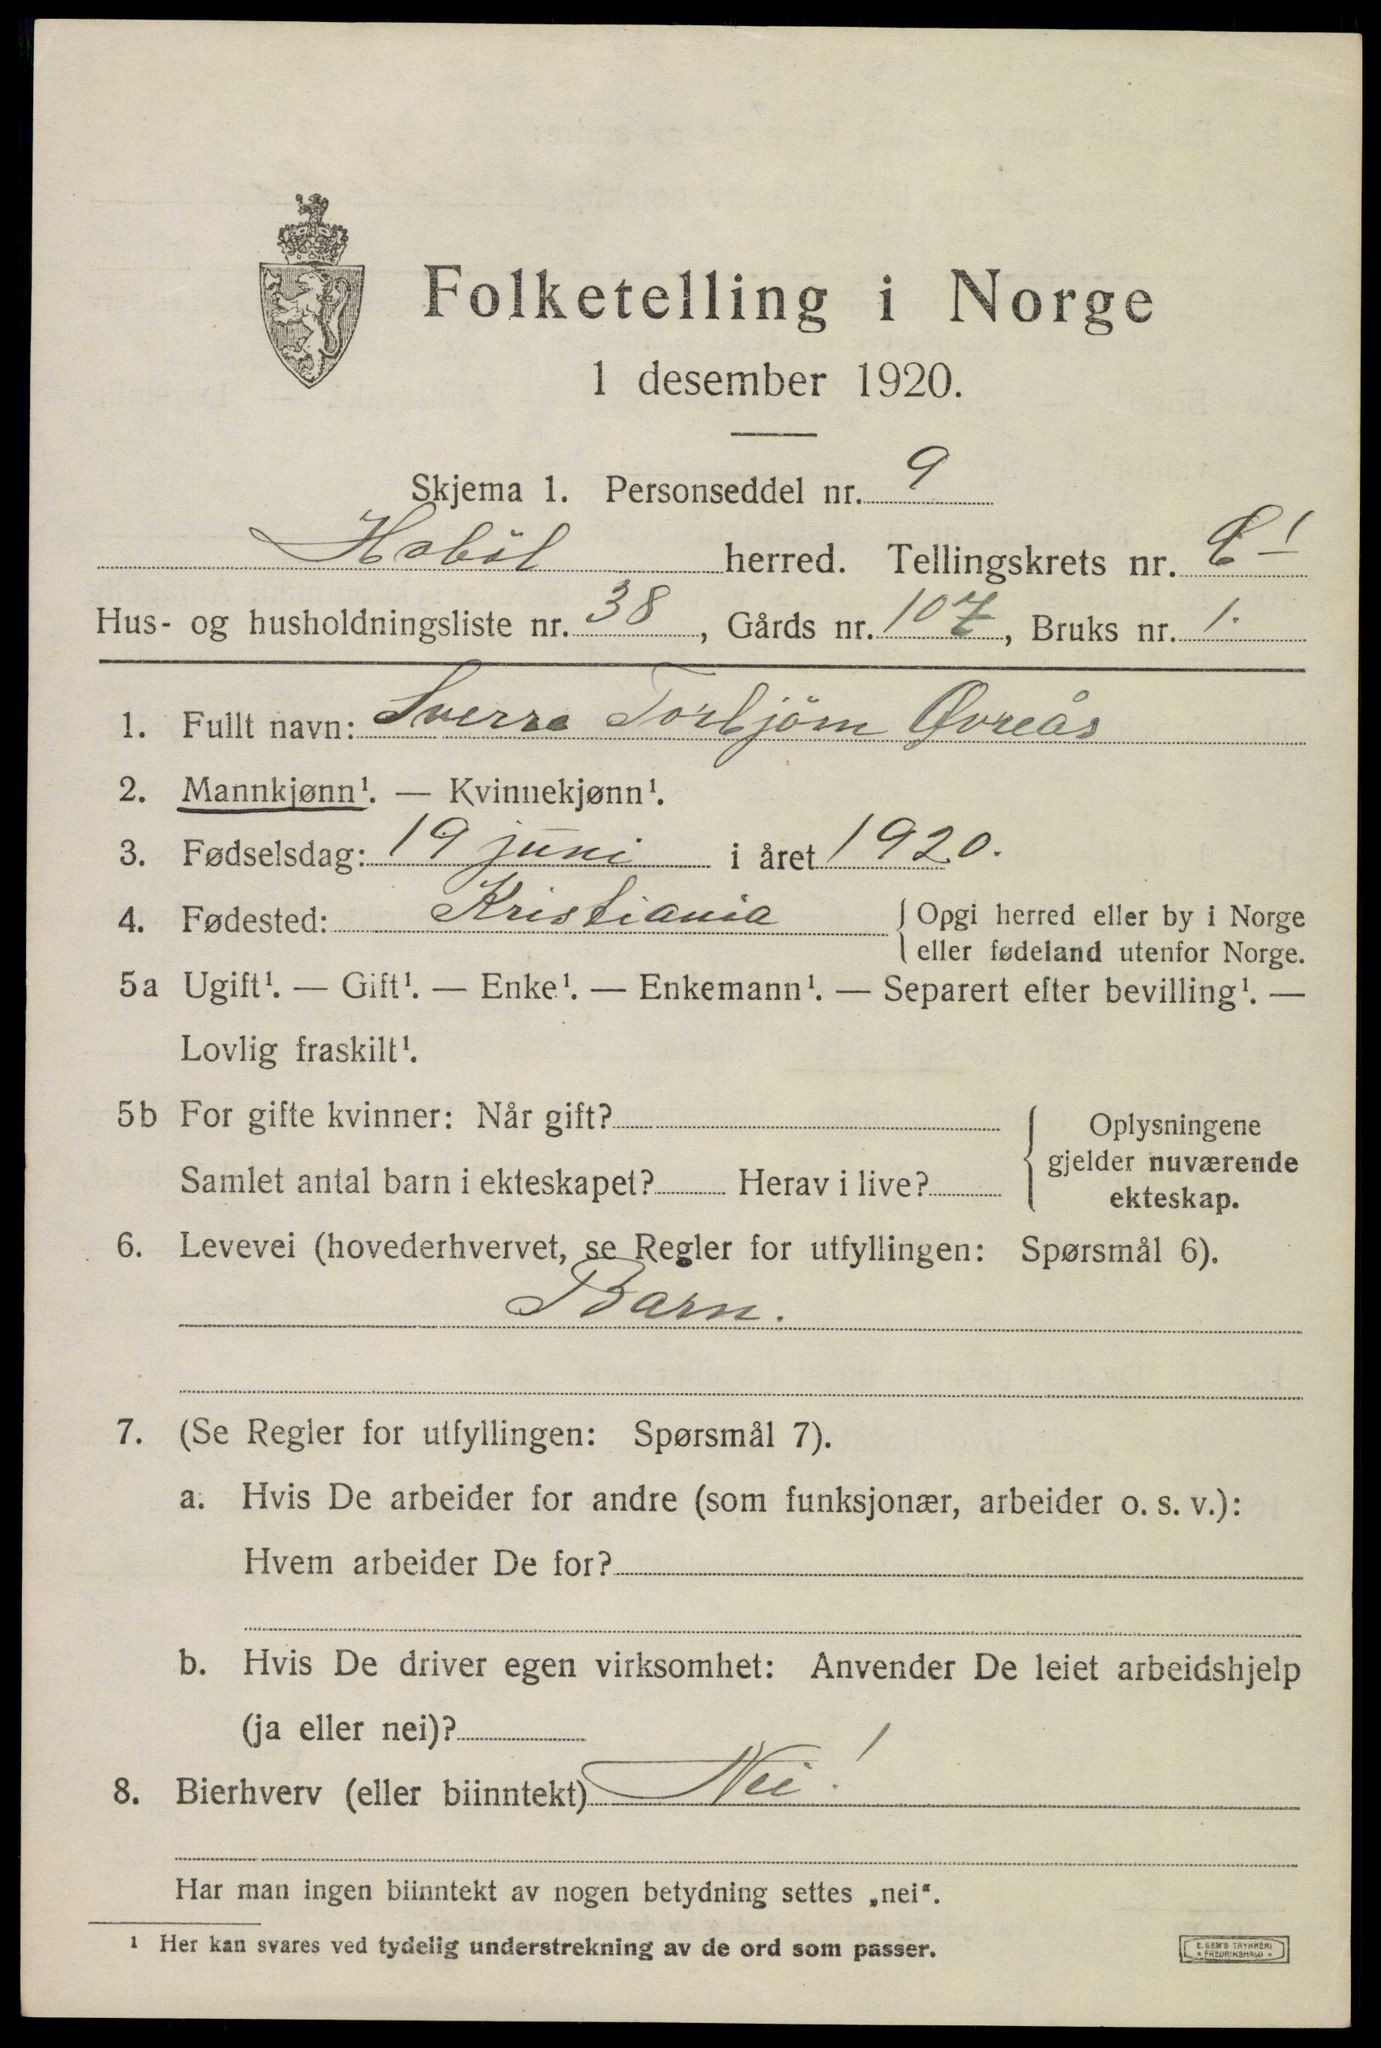 Folketelling i Norge
1 desember 1920.
Skjema 1. Personseddel nr. 9
Hobøl herred. Tellingskrets nr. 1
Hus- og husholdningsliste nr. 38, Gårds nr. 107, Bruks nr. 1.
1. Fullt navn: Sverre Torbjörn Øvreås
2. Mannkjønn¹. — Kvinnekjønn¹.
3. Fødselsdag: 19 juni i året 1920.
4. Fødested: Kristiania { Opgi herred eller by i Norge
eller fødeland utenfor Norge.
5a Ugift¹. — Gift¹. — Enke¹. — Enkemann¹. — Separert efter bevilling¹. —
Lovlig fraskilt¹.
5b For gifte kvinner: Når gift?
Samlet antal barn i ekteskapet? Herav i live?
{ Oplysningene
gjelder nuværende
ekteskap.
6. Levevei (hovederhvervet, se Regler for utfyllingen: Spørsmål 6).
Barn.
7. (Se Regler for utfyllingen: Spørsmål 7).
a. Hvis De arbeider for andre (som funksjonær, arbeider o. s. v.):
Hvem arbeider De for?
b. Hvis De driver egen virksomhet: Anvender De leiet arbeidshjelp
(ja eller nei)?
8. Bierhverv (eller biinntekt) Nei!
Har man ingen biinntekt av nogen betydning settes „nei“.
¹ Her kan svares ved tydelig understrekning av de ord som passer.
E. SEM'S TRYKKERI
FREDRIKSHALD